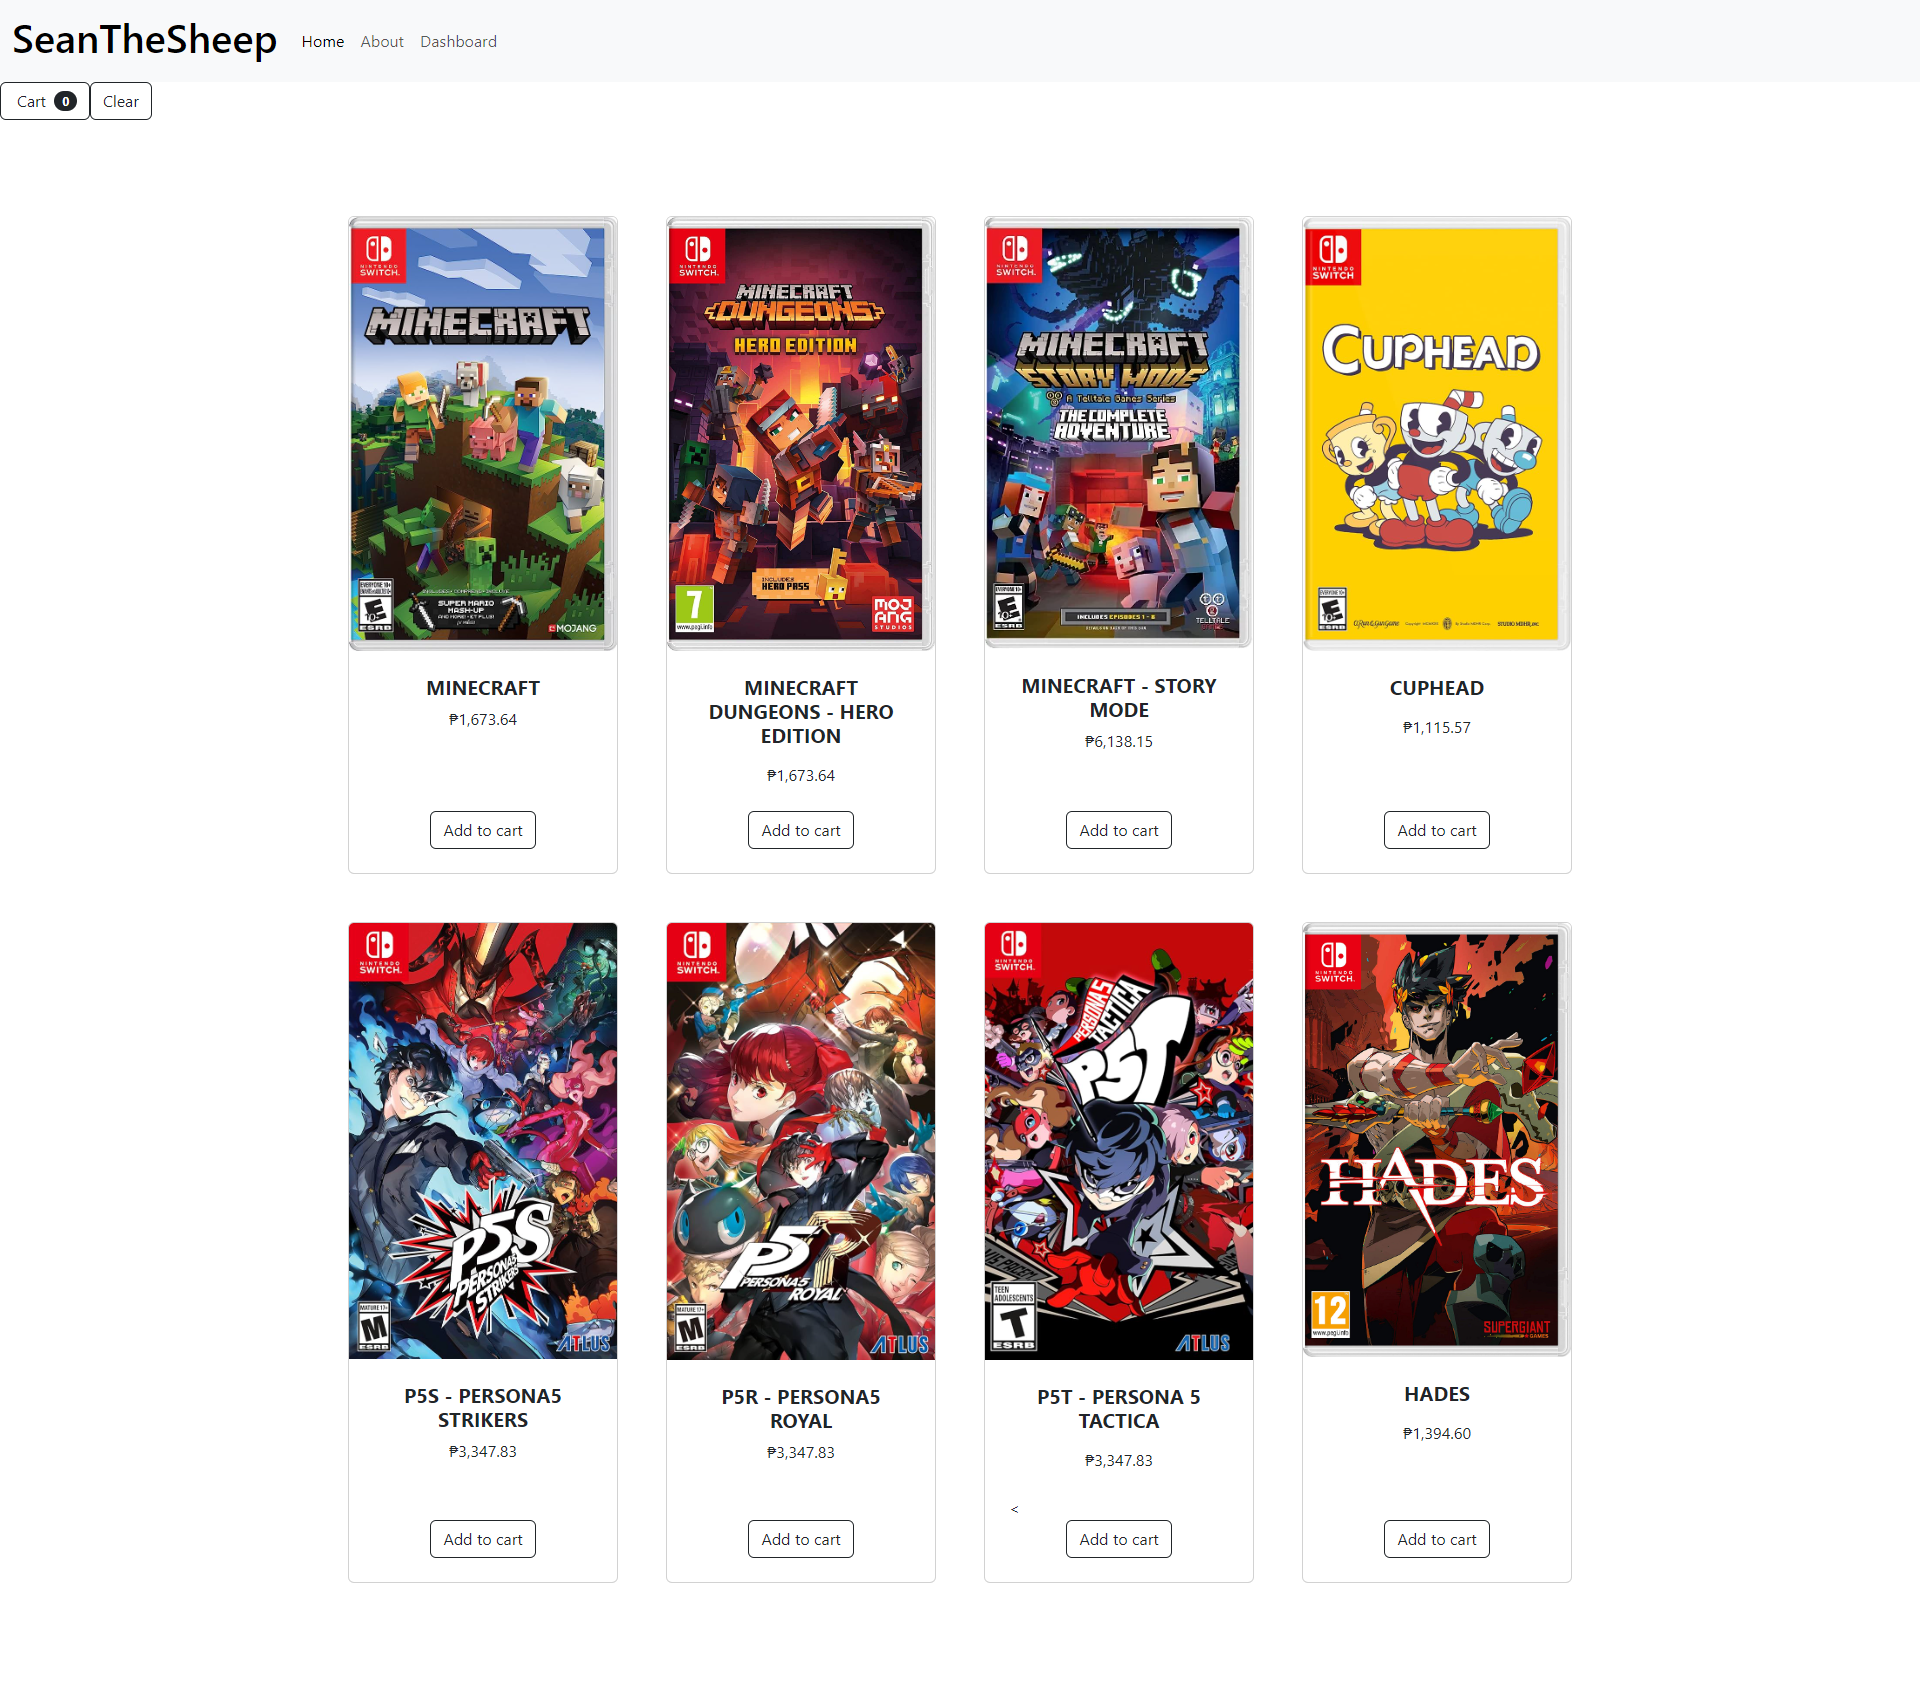 SeanTheSheep Home About Dashboard
Cart 0 Clear
NINTENDO
SWITCH.
MINECRAFT
EVERYONE 10+
E
ESRB
SUPER MARIO
MASH-UP
MOJANG
MINECRAFT
₱1,673.64
Add to cart
NINTENDO
SWITCH.
MINECRAFT
DUNGEONS
HERO EDITION
INCLUDES
HERO PASS
7
www.pegi.info
MOJ
ANG
STUDIOS
MINECRAFT
DUNGEONS - HERO
EDITION
₱1,673.64
Add to cart
NINTENDO
SWITCH.
MINECRAFT
STORY MODE
A Telltale Games Series
THE COMPLETE
ADVENTURE
EVERYONE 10+
E
ESRB
INCLUDES EPISODES 1 - 8
TELLTALE
MINECRAFT - STORY
MODE
₱6,138.15
Add to cart
NINTENDO
SWITCH
CUPHEAD
EVERYONE 10+
E
ESRB
STUDIO MDHR, INC
CUPHEAD
₱1,115.57
Add to cart
NINTENDO
SWITCH.
P5S
PERSONA5
STRIKERS
MATURE 17+
M
ESRB
ATLUS
P5S - PERSONA5
STRIKERS
₱3,347.83
Add to cart
NINTENDO
SWITCH.
P5R
PERSONA5
ROYAL
MATURE 17+
M
ESRB
ATLUS
P5R - PERSONA5
ROYAL
₱3,347.83
Add to cart
NINTENDO
SWITCH.
PERSONA5
TACTICA
P5T
TEEN
ADOLESCENTS
T
ESRB
ATLUS
P5T - PERSONA 5
TACTICA
₱3,347.83
<
Add to cart
NINTENDO
SWITCH.
HADES
12
www.pegi.info
SUPERGIANT
GAMES
HADES
₱1,394.60
Add to cart